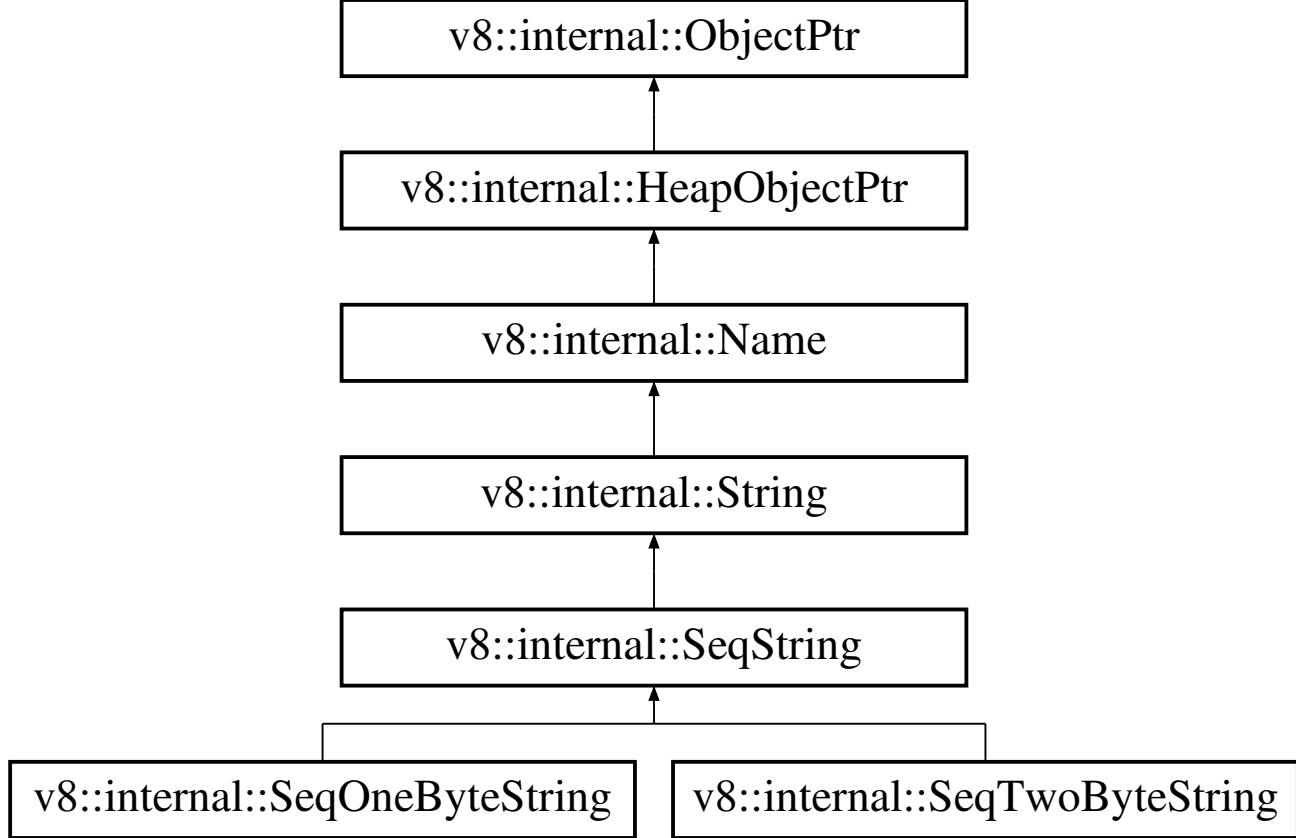 v8::internal::ObjectPtr
v8::internal::HeapObjectPtr
v8::internal::Name
v8::internal::String
v8::internal::SeqString
v8::internal::SeqOneByteString
v8::internal::SeqTwoByteString